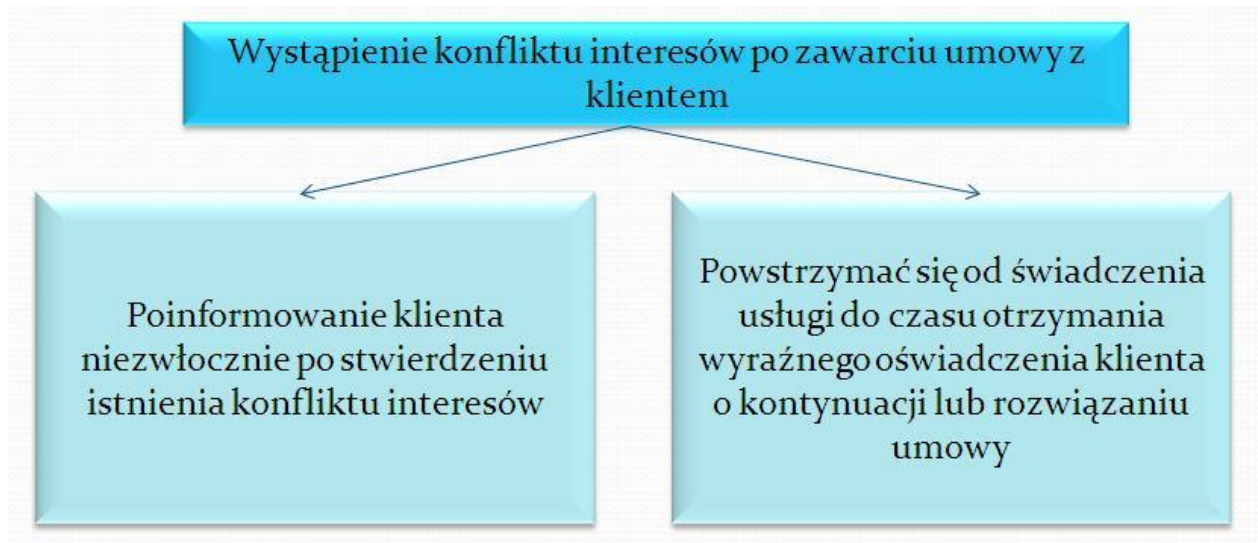 Wystąpienie konfliktu interesów po zawarciu umowy z
klientem
Poinformowanie klienta
niezwłocznie po stwierdzeniu
istnienia konfliktu interesów
Powstrzymać się od świadczenia
usługi do czasu otrzymania
wyraźnego oświadczenia klienta
o kontynuacji lub rozwiązaniu
umowy